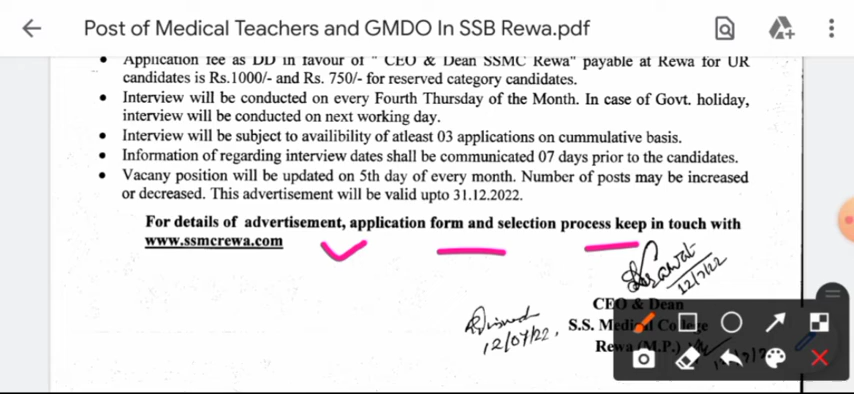 Post of Medical Teachers and GMDO In SSB Rewa.pdf
• Application fee as DD in favour of " CEO & Dean SSMC Rewa" payable at Rewa for UR
candidates is Rs.1000/- and Rs. 750/- for reserved category candidates.
• Interview will be conducted on every Fourth Thursday of the Month. In case of Govt. holiday,
interview will be conducted on next working day.
• Interview will be subject to availibility of atleast 03 applications on cummulative basis.
• Information of regarding interview dates shall be communicated 07 days prior to the candidates.
• Vacany position will be updated on 5th day of every month. Number of posts may be increased
or decreased. This advertisement will be valid upto 31.12.2022.
For details of advertisement, application form and selection process keep in touch with
www.ssmcrewa.com
12/7/22
CEO & Dean
12/07/22. S.S. Medical College
Rewa (M.P.)